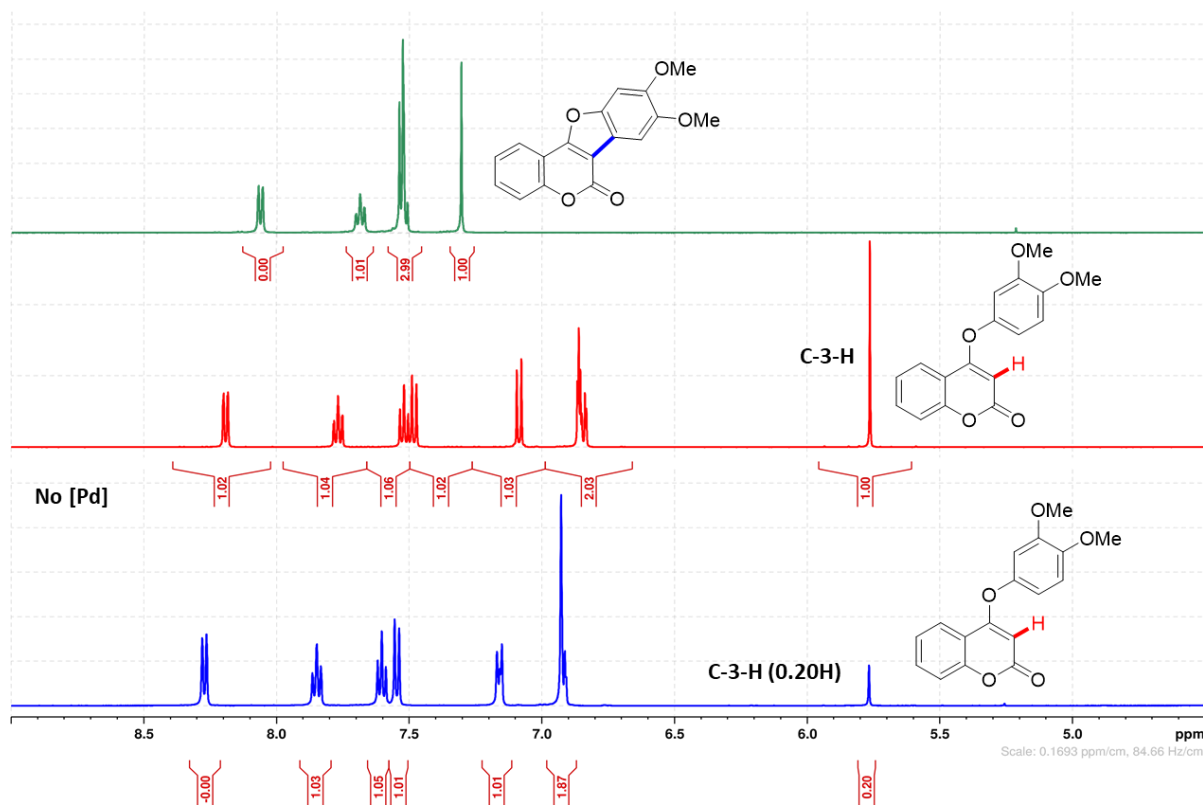 OMe
O
OMe
O
O
0.00
1.01
2.99
1.00
OMe
OMe
O
C-3-H
H
O
O
No [Pd]
1.02
1.04
1.06
1.02
1.03
2.03
1.00
OMe
OMe
O
H
C-3-H (0.20H)
O
O
8.5 8.0 7.5 7.0 6.5 6.0 5.5 5.0 ppm
Scale: 0.1693 ppm/cm, 84.66 Hz/cm
-0.00
1.03
1.05
1.01
1.01
1.87
0.20